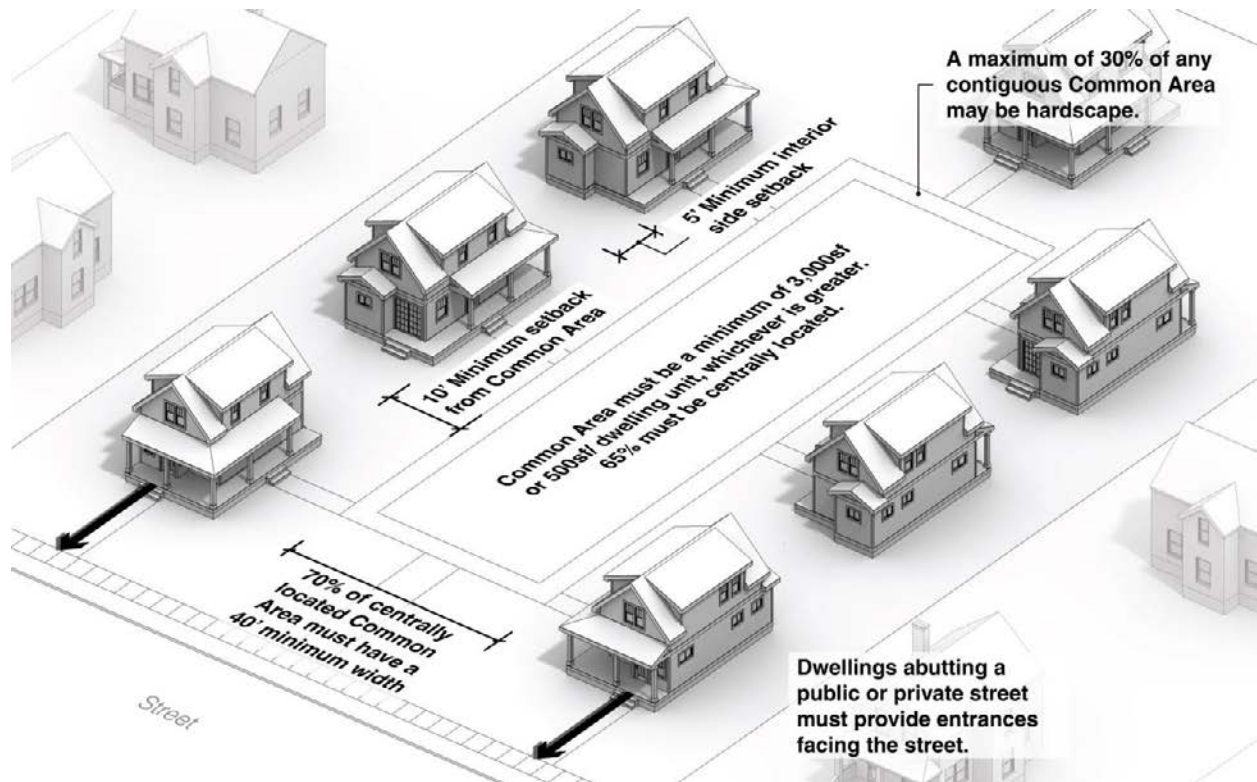 A maximum of 30% of any
contiguous Common Area
may be hardscape.
5' Minimum interior
side setback
10' Minimum setback
from Common Area
Common Area must be a minimum of 3,000sf
or 500sf/ dwelling unit, whichever is greater.
65% must be centrally located.
70% of centrally
located Common
Area must have a
40' minimum width
Dwellings abutting a
public or private street
must provide entrances
facing the street.
Street